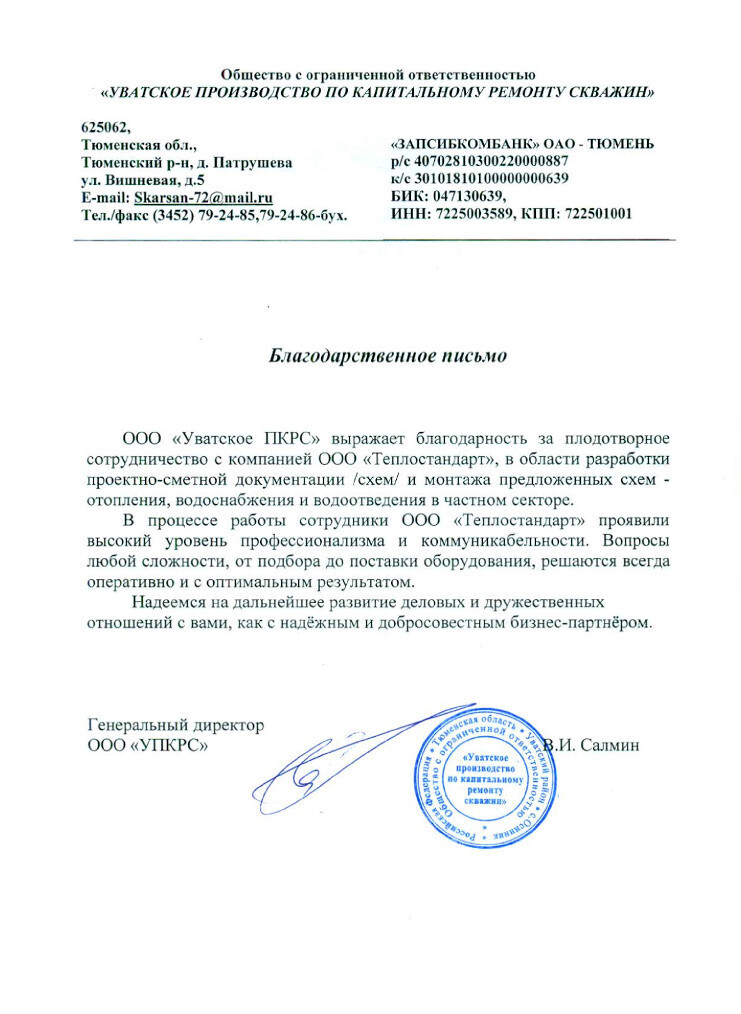 Общество с ограниченной ответственностью
«УВАТСКОЕ ПРОИЗВОДСТВО ПО КАПИТАЛЬНОМУ РЕМОНТУ СКВАЖИН»
625062,
Тюменская обл.,
Тюменский р-н, д. Патрушева
ул. Вишневая, д.5
E-mail: Skarsan-72@mail.ru
Тел./факс (3452) 79-24-85,79-24-86-бух.
«ЗАПСИБКОМБАНК» ОАО - ТЮМЕНЬ
р/с 40702810300220000887
к/с 30101810100000000639
БИК: 047130639,
ИНН: 7225003589, КПП: 722501001
Благодарственное письмо
ООО «Уватское ПКРС» выражает благодарность за плодотворное
сотрудничество с компанией ООО «Теплостандарт», в области разработки
проектно-сметной документации /схем/ и монтажа предложенных схем -
отопления, водоснабжения и водоотведения в частном секторе.
В процессе работы сотрудники ООО «Теплостандарт» проявили
высокий уровень профессионализма и коммуникабельности. Вопросы
любой сложности, от подбора до поставки оборудования, решаются всегда
оперативно и с оптимальным результатом.
Надеемся на дальнейшее развитие деловых и дружественных
отношений с вами, как с надёжным и добросовестным бизнес-партнёром.
Генеральный директор
ООО «УПКРС»
В.И. Салмин
Российская Федерация * Тюменская область * Уватский район * с.Осинник
Общество с ограниченной ответственностью
«Уватское
производство
по капитальному
ремонту
скважин»